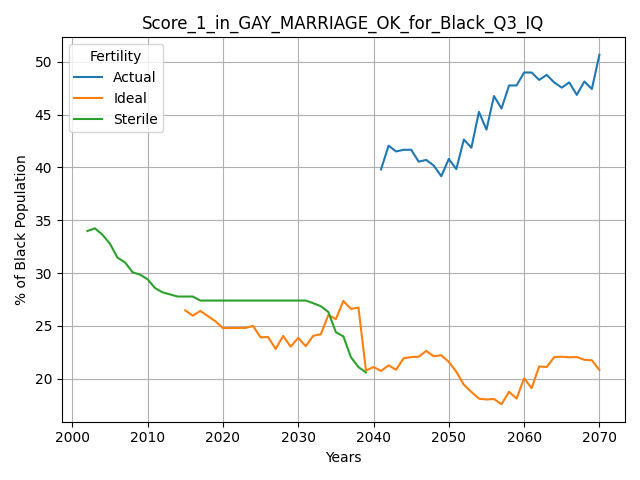 Score_1_in_GAY_MARRIAGE_OK_for_Black_Q3_IQ
Fertility
Actual
Ideal
Sterile
% of Black Population
50
45
40
35
30
25
20
2000 2010 2020 2030 2040 2050 2060 2070
Years